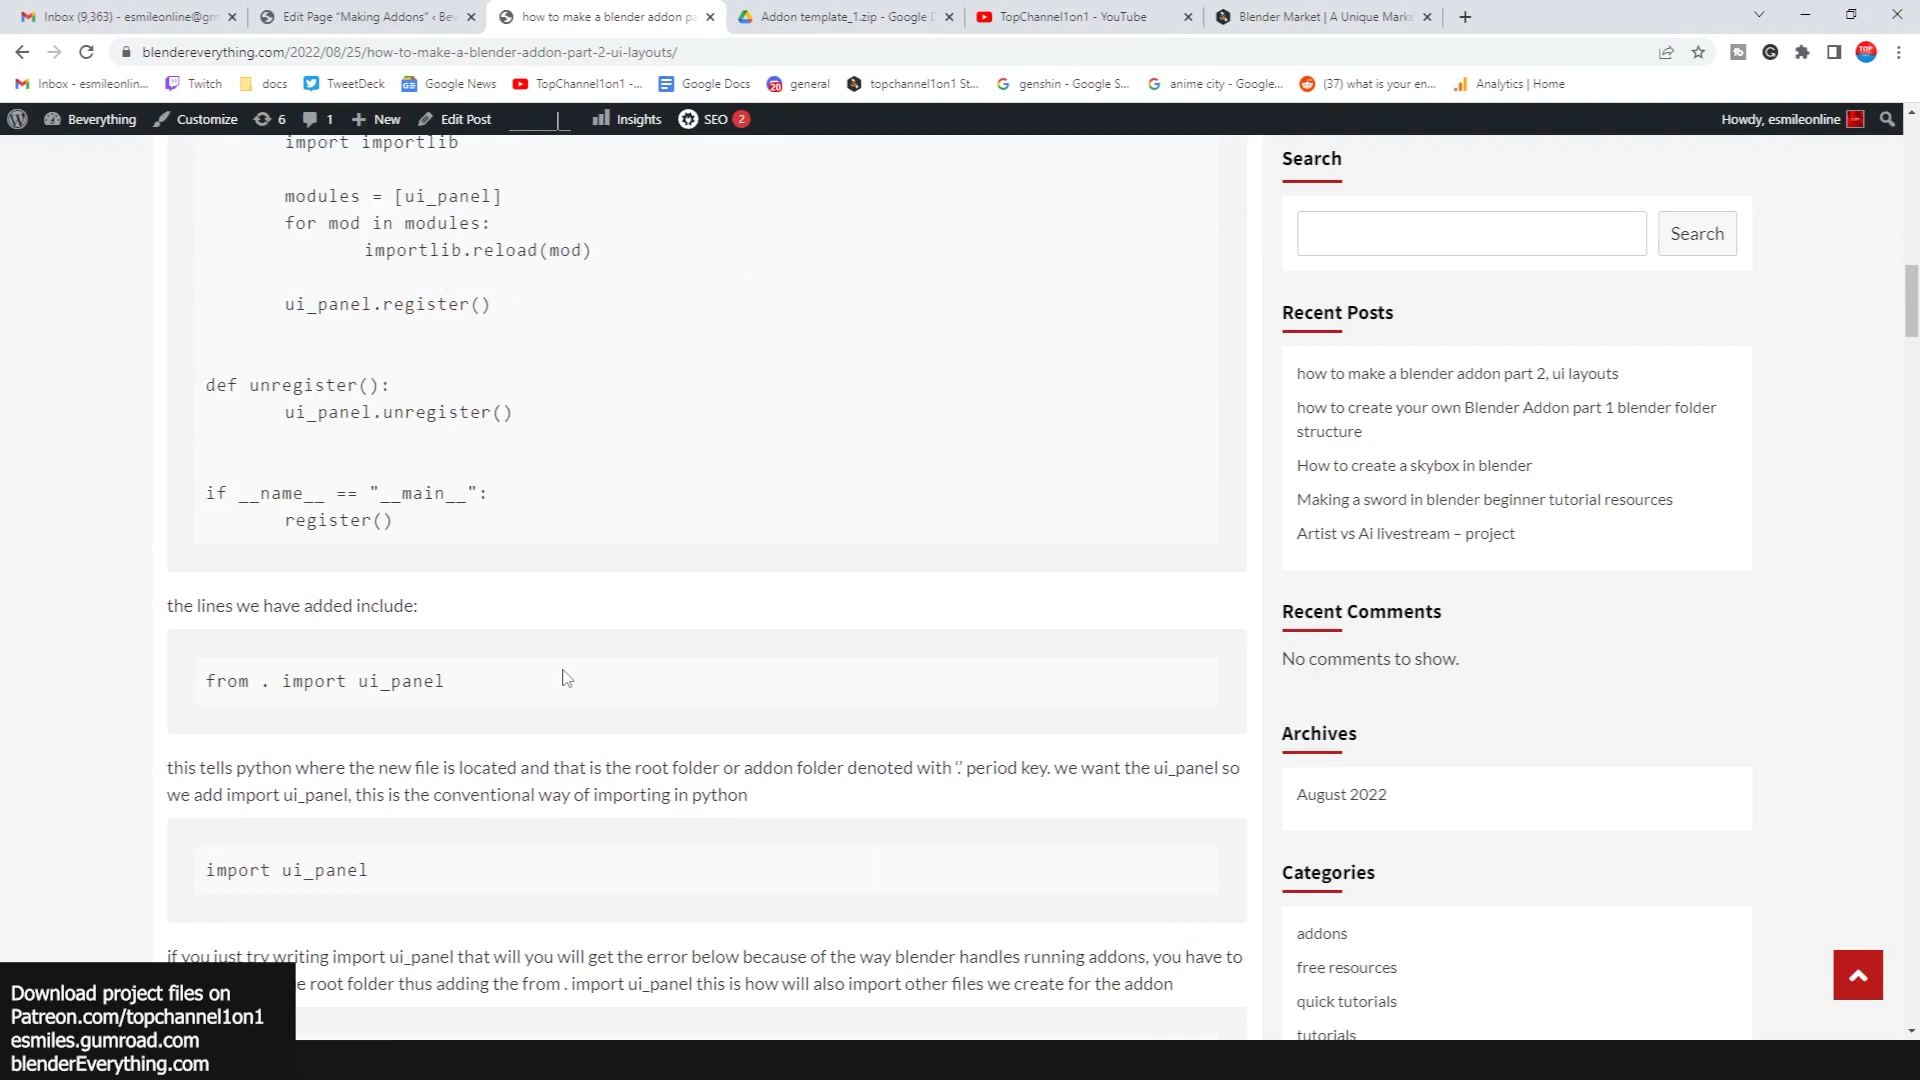 Inbox (9,363) - esmileonline@gm
Edit Page "Making Addons" ‹ Bev
how to make a blender addon pa
Addon template_1.zip - Google D
TopChannel1on1 - YouTube
Blender Market | A Unique Marke
blendereverything.com/2022/08/25/how-to-make-a-blender-addon-part-2-ui-layouts/
Inbox - esmileonlin...
Twitch
docs
TweetDeck
Google News
TopChannel1on1 -...
Google Docs
20
general
topchannel1on1 St...
genshin - Google S...
anime city - Google...
(37) what is your en...
Analytics | Home
Beverything
Customize
6
1
New
Edit Post
Insights
SEO 2
Howdy, esmileonline
import importlib
modules = [ui_panel]
for mod in modules:
importlib.reload(mod)
ui_panel.register()
def unregister():
ui_panel.unregister()
if __name__ == "__main__":
register()
the lines we have added include:
from . import ui_panel
this tells python where the new file is located and that is the root folder or addon folder denoted with '.' period key. we want the ui_panel so
we add import ui_panel, this is the conventional way of importing in python
import ui_panel
if you just try writing import ui_panel that will you will get the error below because of the way blender handles running addons, you have to
e root folder thus adding the from . import ui_panel this is how will also import other files we create for the addon
Search
Search
Recent Posts
how to make a blender addon part 2, ui layouts
how to create your own Blender Addon part 1 blender folder
structure
How to create a skybox in blender
Making a sword in blender beginner tutorial resources
Artist vs Ai livestream – project
Recent Comments
No comments to show.
Archives
August 2022
Categories
addons
free resources
quick tutorials
tutorials
Download project files on
Patreon.com/topchannel1on1
esmiles.gumroad.com
blenderEverything.com